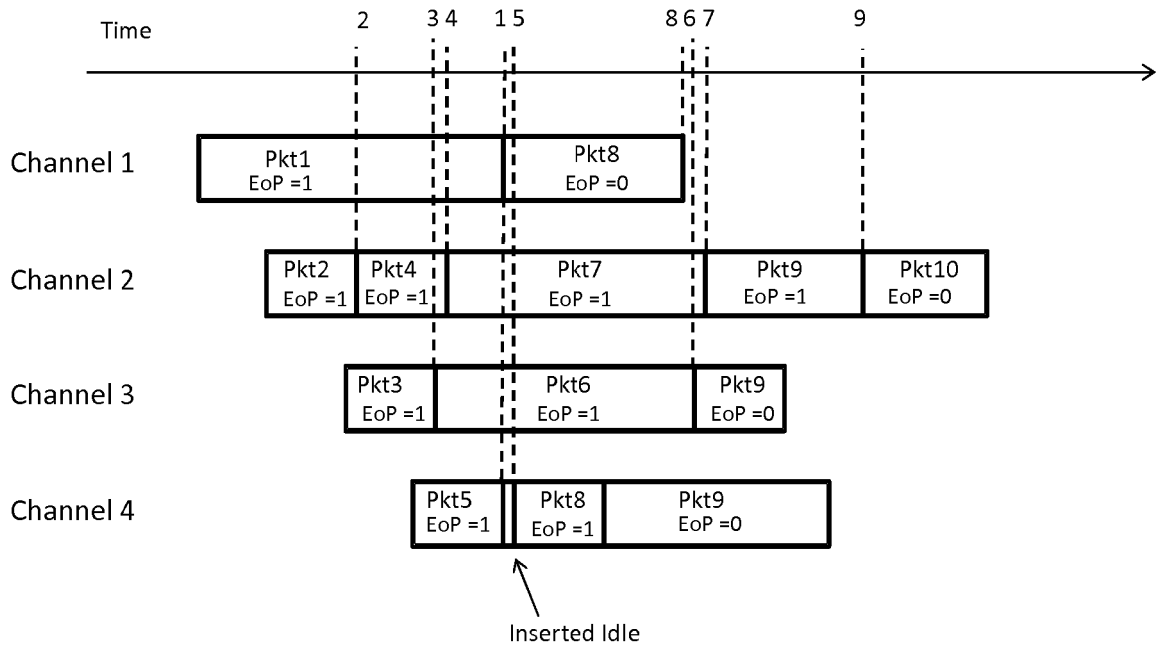 2 3 4 1 5 8 6 7 9
Time
Channel 1
Pkt1
EoP =1
Pkt8
EoP =0
Channel 2
Pkt2
EoP =1
Pkt4
EoP =1
Pkt7
EoP =1
Pkt9
EoP =1
Pkt10
EoP =0
Channel 3
Pkt3
EoP =1
Pkt6
EoP =1
Pkt9
EoP =0
Channel 4
Pkt5
EoP =1
Pkt8
EoP =1
Pkt9
EoP =0
Inserted Idle